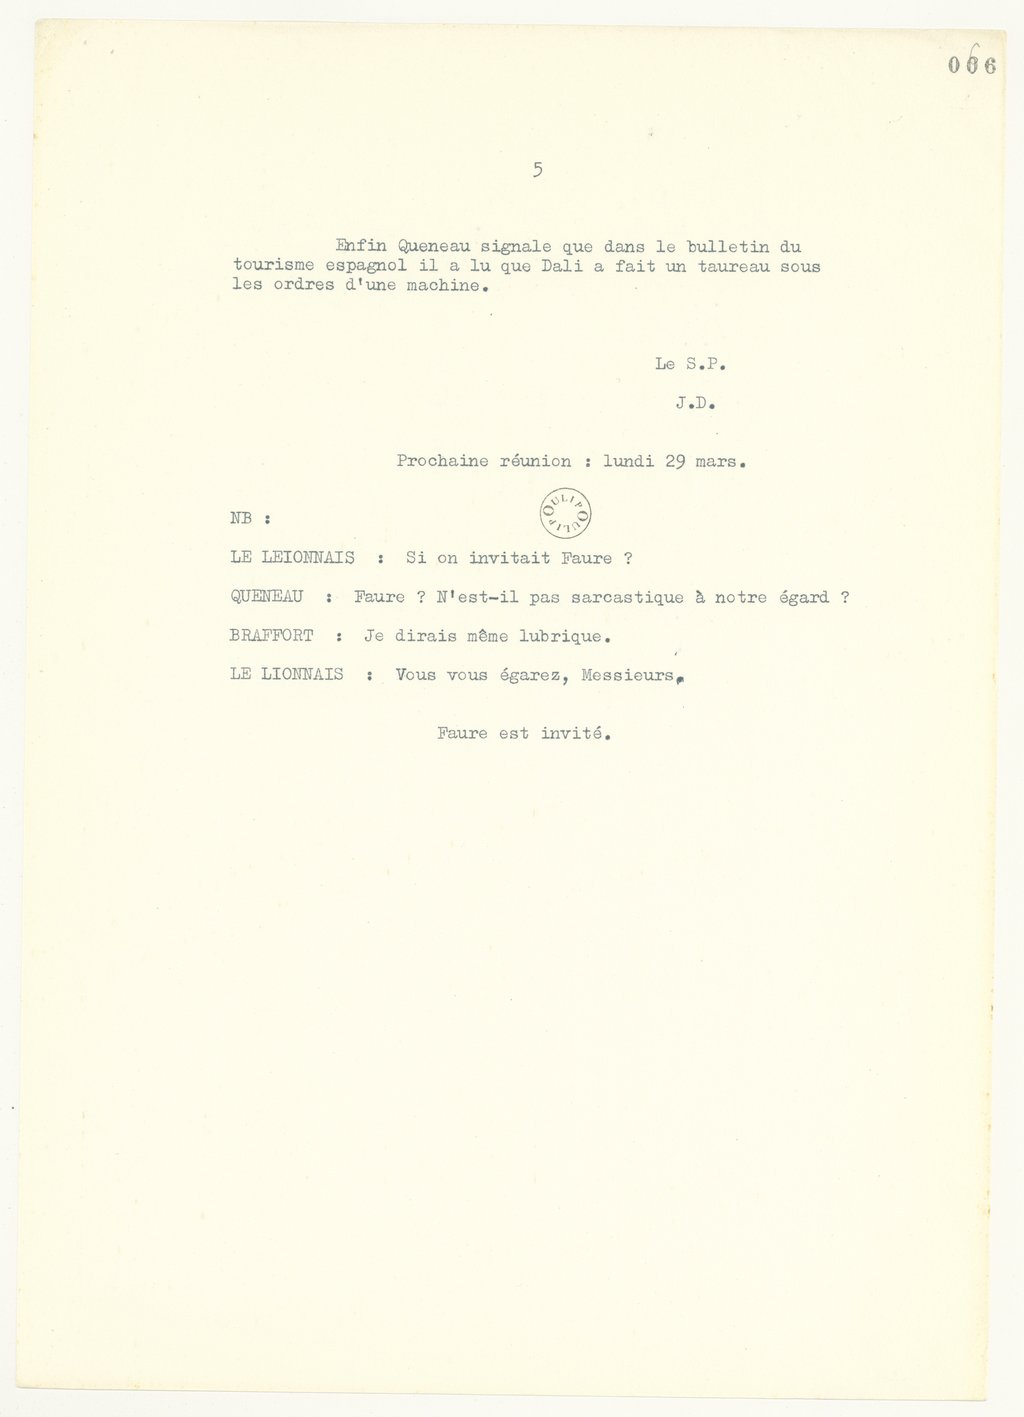 066
5
Enfin Queneau signale que dans le bulletin du
tourisme espagnol il a lu que Dali a fait un taureau sous
les ordres d'une machine.
Le S.P.
J.D.
Prochaine réunion : lundi 29 mars.
OULIPOULIPO
NB :
LE LEIONNAIS : Si on invitait Faure ?
QUENEAU : Faure ? N'est-il pas sarcastique à notre égard ?
BRAFFORT : Je dirais même lubrique.
LE LIONNAIS : Vous vous égarez, Messieurs.
Faure est invité.